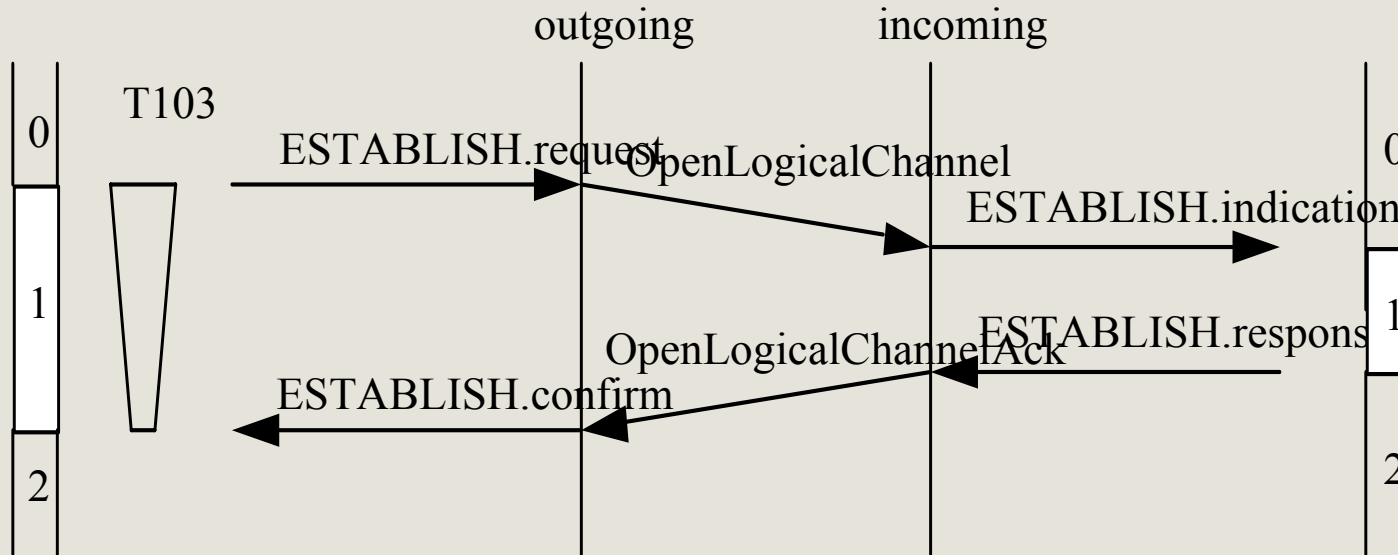 outgoing
incoming
T103
0
ESTABLISH.request
OpenLogicalChannel
0
ESTABLISH.indication
1
1
ESTABLISH.respons
OpenLogicalChannelAck
ESTABLISH.confirm
2
2